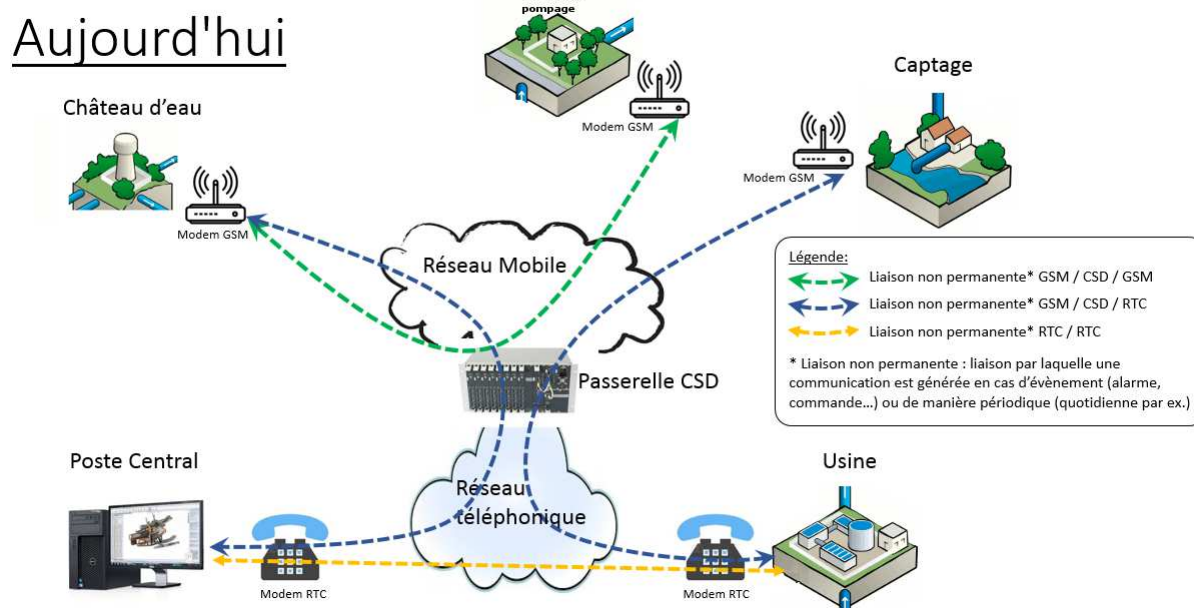 Aujourd'hui
pompage
Captage
Château d'eau
Modem GSM
Modem GSM
Modem GSM
Réseau Mobile
Légende:
Liaison non permanente* GSM / CSD / GSM
Liaison non permanente* GSM / CSD / RTC
Liaison non permanente* RTC / RTC
* Liaison non permanente : liaison par laquelle une
communication est générée en cas d'évènement (alarme,
commande...) ou de manière périodique (quotidienne par ex.)
Passerelle CSD
Poste Central
Usine
Réseau
téléphonique
Modem RTC
Modem RTC